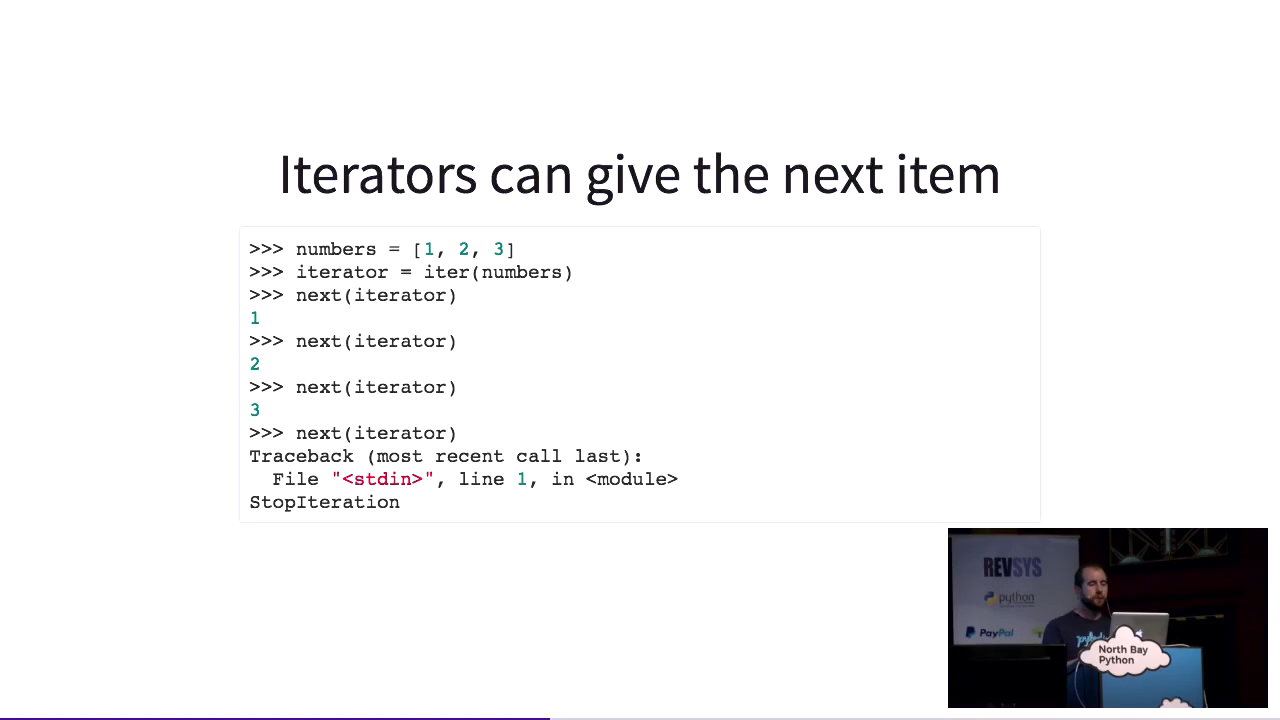 Iterators can give the next item
>>> numbers = [1, 2, 3]
>>> iterator = iter(numbers)
>>> next(iterator)
1
>>> next(iterator)
2
>>> next(iterator)
3
>>> next(iterator)
Traceback (most recent call last):
  File "<stdin>", line 1, in <module>
StopIteration
REVSYS
python
PayPal
North Bay
Python